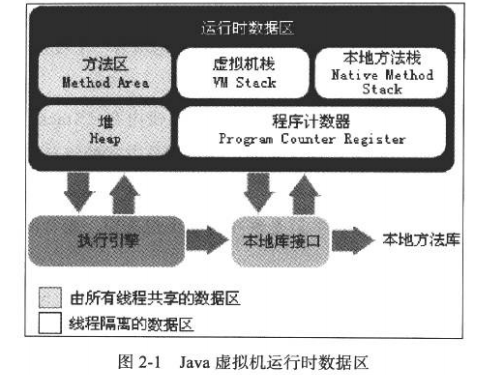 运行时数据区
方法区
Method Area
虚拟机栈
VM Stack
本地方法栈
Native Method
Stack
堆
Heap
程序计数器
Program Counter Register
执行引擎
本地库接口
本地方法库
由所有线程共享的数据区
线程隔离的数据区
图 2-1 Java 虚拟机运行时数据区